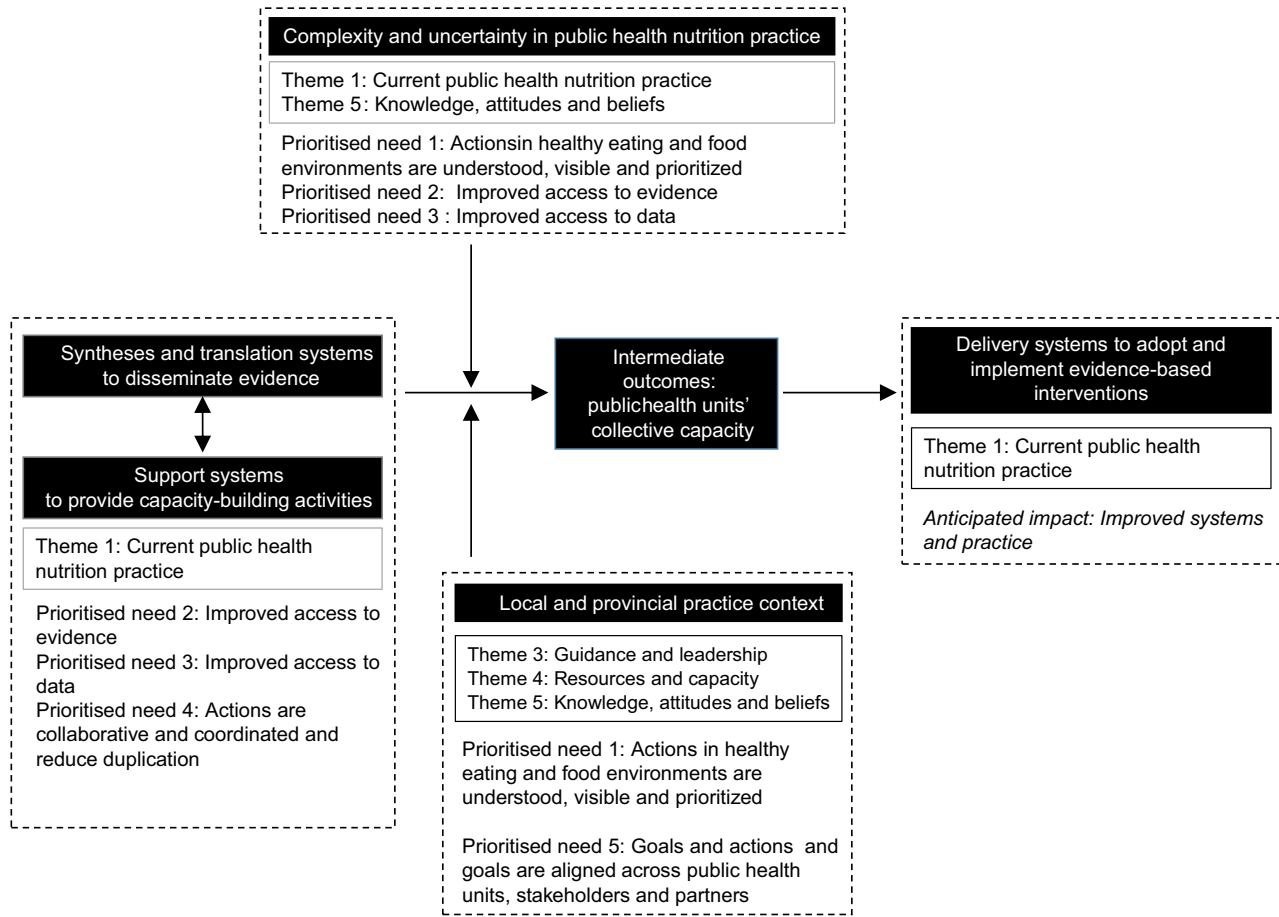 Complexity and uncertainty in public health nutrition practice
Theme 1: Current public health nutrition practice
Theme 5: Knowledge, attitudes and beliefs
Prioritised need 1: Actionsin healthy eating and food
environments are understood, visible and prioritized
Prioritised need 2: Improved access to evidence
Prioritised need 3 : Improved access to data
Syntheses and translation systems
to disseminate evidence
Support systems
to provide capacity-building activities
Theme 1: Current public health
nutrition practice
Prioritised need 2: Improved access to
evidence
Prioritised need 3: Improved access to
data
Prioritised need 4: Actions are
collaborative and coordinated and
reduce duplication
Intermediate
outcomes:
publichealth units’
collective capacity
Local and provincial practice context
Theme 3: Guidance and leadership
Theme 4: Resources and capacity
Theme 5: Knowledge, attitudes and beliefs
Prioritised need 1: Actions in healthy
eating and food environments are
understood, visible and prioritized
Prioritised need 5: Goals and actions and
goals are aligned across public health
units, stakeholders and partners
Delivery systems to adopt and
implement evidence-based
interventions
Theme 1: Current public health
nutrition practice
Anticipated impact: Improved systems
and practice